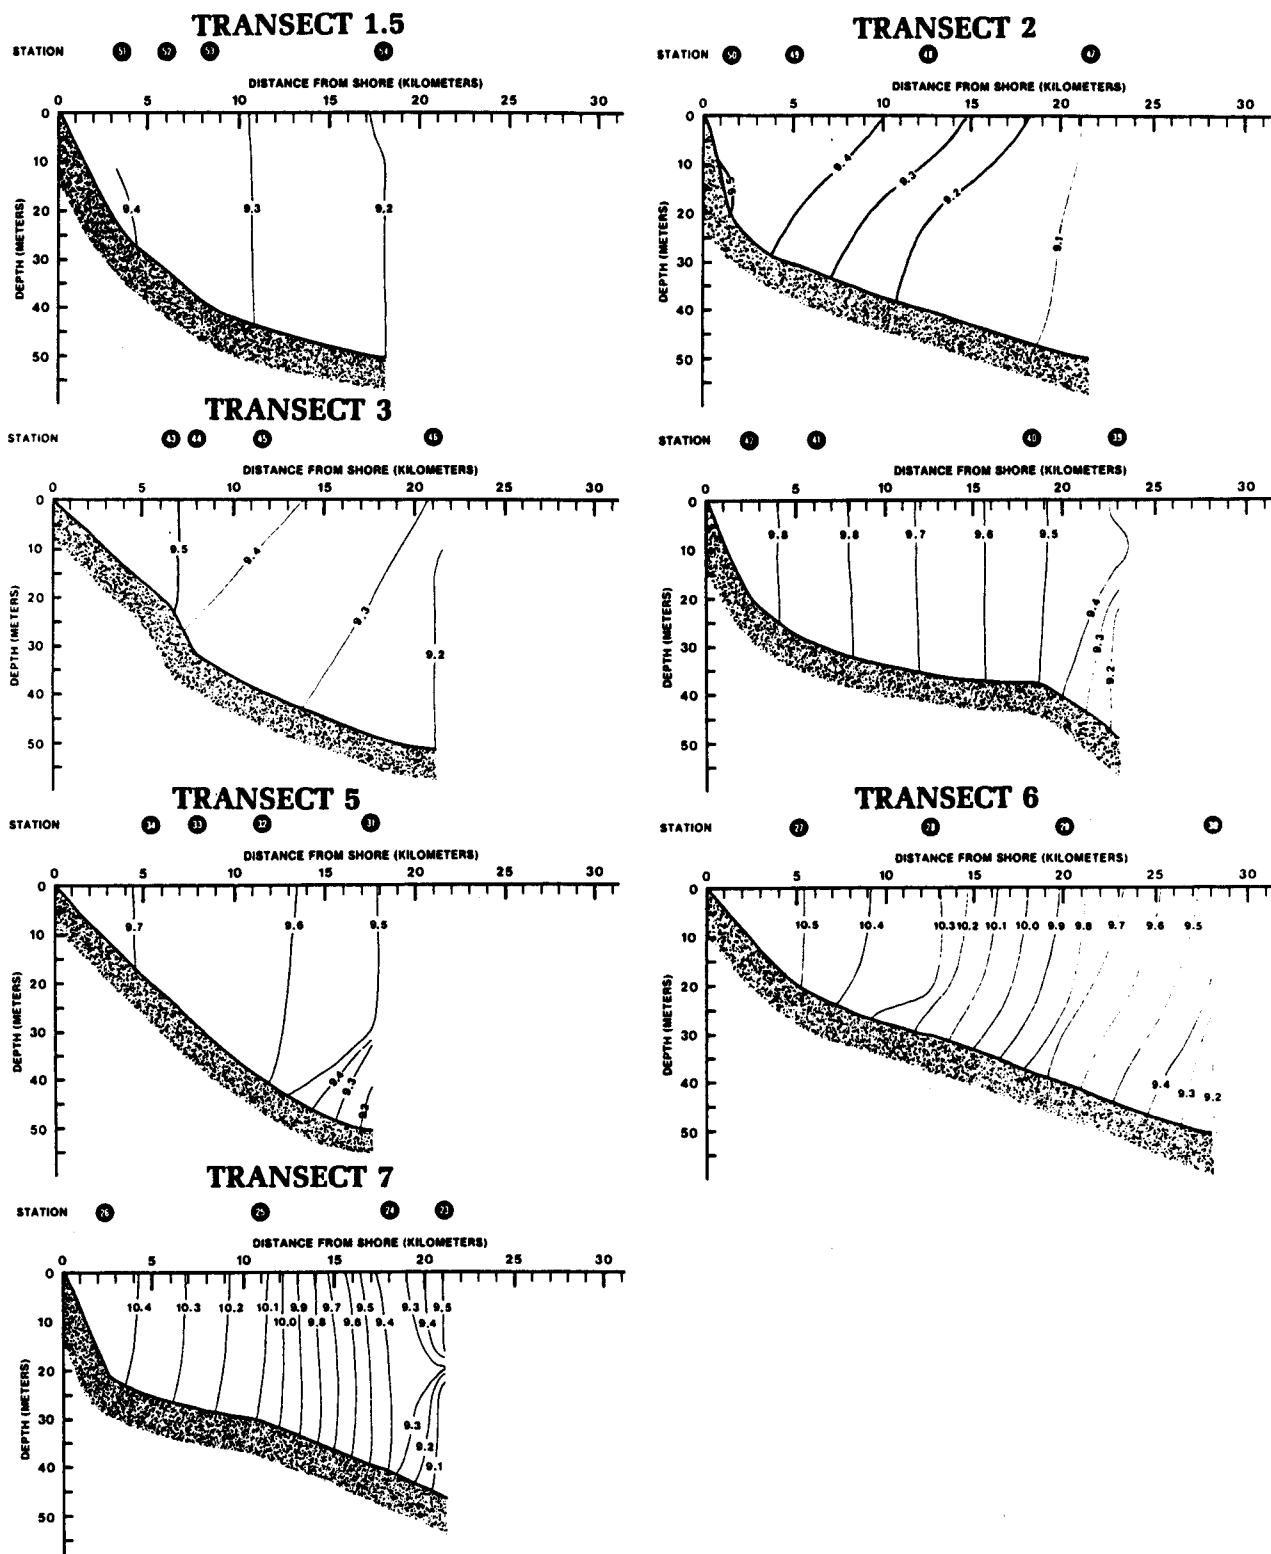 TRANSECT 1.5
STATION 51 52 53 54
DISTANCE FROM SHORE (KILOMETERS)
0 5 10 15 20 25 30
0
10
20
30
40
50
DEPTH (METERS)
9.4 9.3 9.2
TRANSECT 2
STATION 50 49 48 47
DISTANCE FROM SHORE (KILOMETERS)
0 5 10 15 20 25 30
0
10
20
30
40
50
DEPTH (METERS)
9.5 9.4 9.3 9.2 9.1
TRANSECT 3
STATION 43 44 45 46
DISTANCE FROM SHORE (KILOMETERS)
0 5 10 15 20 25 30
0
10
20
30
40
50
DEPTH (METERS)
9.5 9.4 9.3 9.2
STATION 42 41 40 39
DISTANCE FROM SHORE (KILOMETERS)
0 5 10 15 20 25 30
0
10
20
30
40
50
DEPTH (METERS)
9.8 9.8 9.7 9.6 9.5
9.4
9.3
9.2
TRANSECT 5
STATION 34 33 32 31
DISTANCE FROM SHORE (KILOMETERS)
0 5 10 15 20 25 30
0
10
20
30
40
50
DEPTH (METERS)
9.7 9.6 9.5
9.4 9.3
9.3
TRANSECT 6
STATION 27 28 29 30
DISTANCE FROM SHORE (KILOMETERS)
0 5 10 15 20 25 30
0
10
20
30
40
50
DEPTH (METERS)
10.5 10.4 10.3 10.2 10.1 10.0 9.9 9.8 9.7 9.6 9.5
9.4 9.3 9.2
TRANSECT 7
STATION 26 25 24 23
DISTANCE FROM SHORE (KILOMETERS)
0 5 10 15 20 25 30
0
10
20
30
40
50
DEPTH (METERS)
10.4 10.3 10.2 10.1 9.9 9.7 9.5 9.3 9.5
10.0 9.8 9.6 9.4 9.4
9.3
9.2
9.1